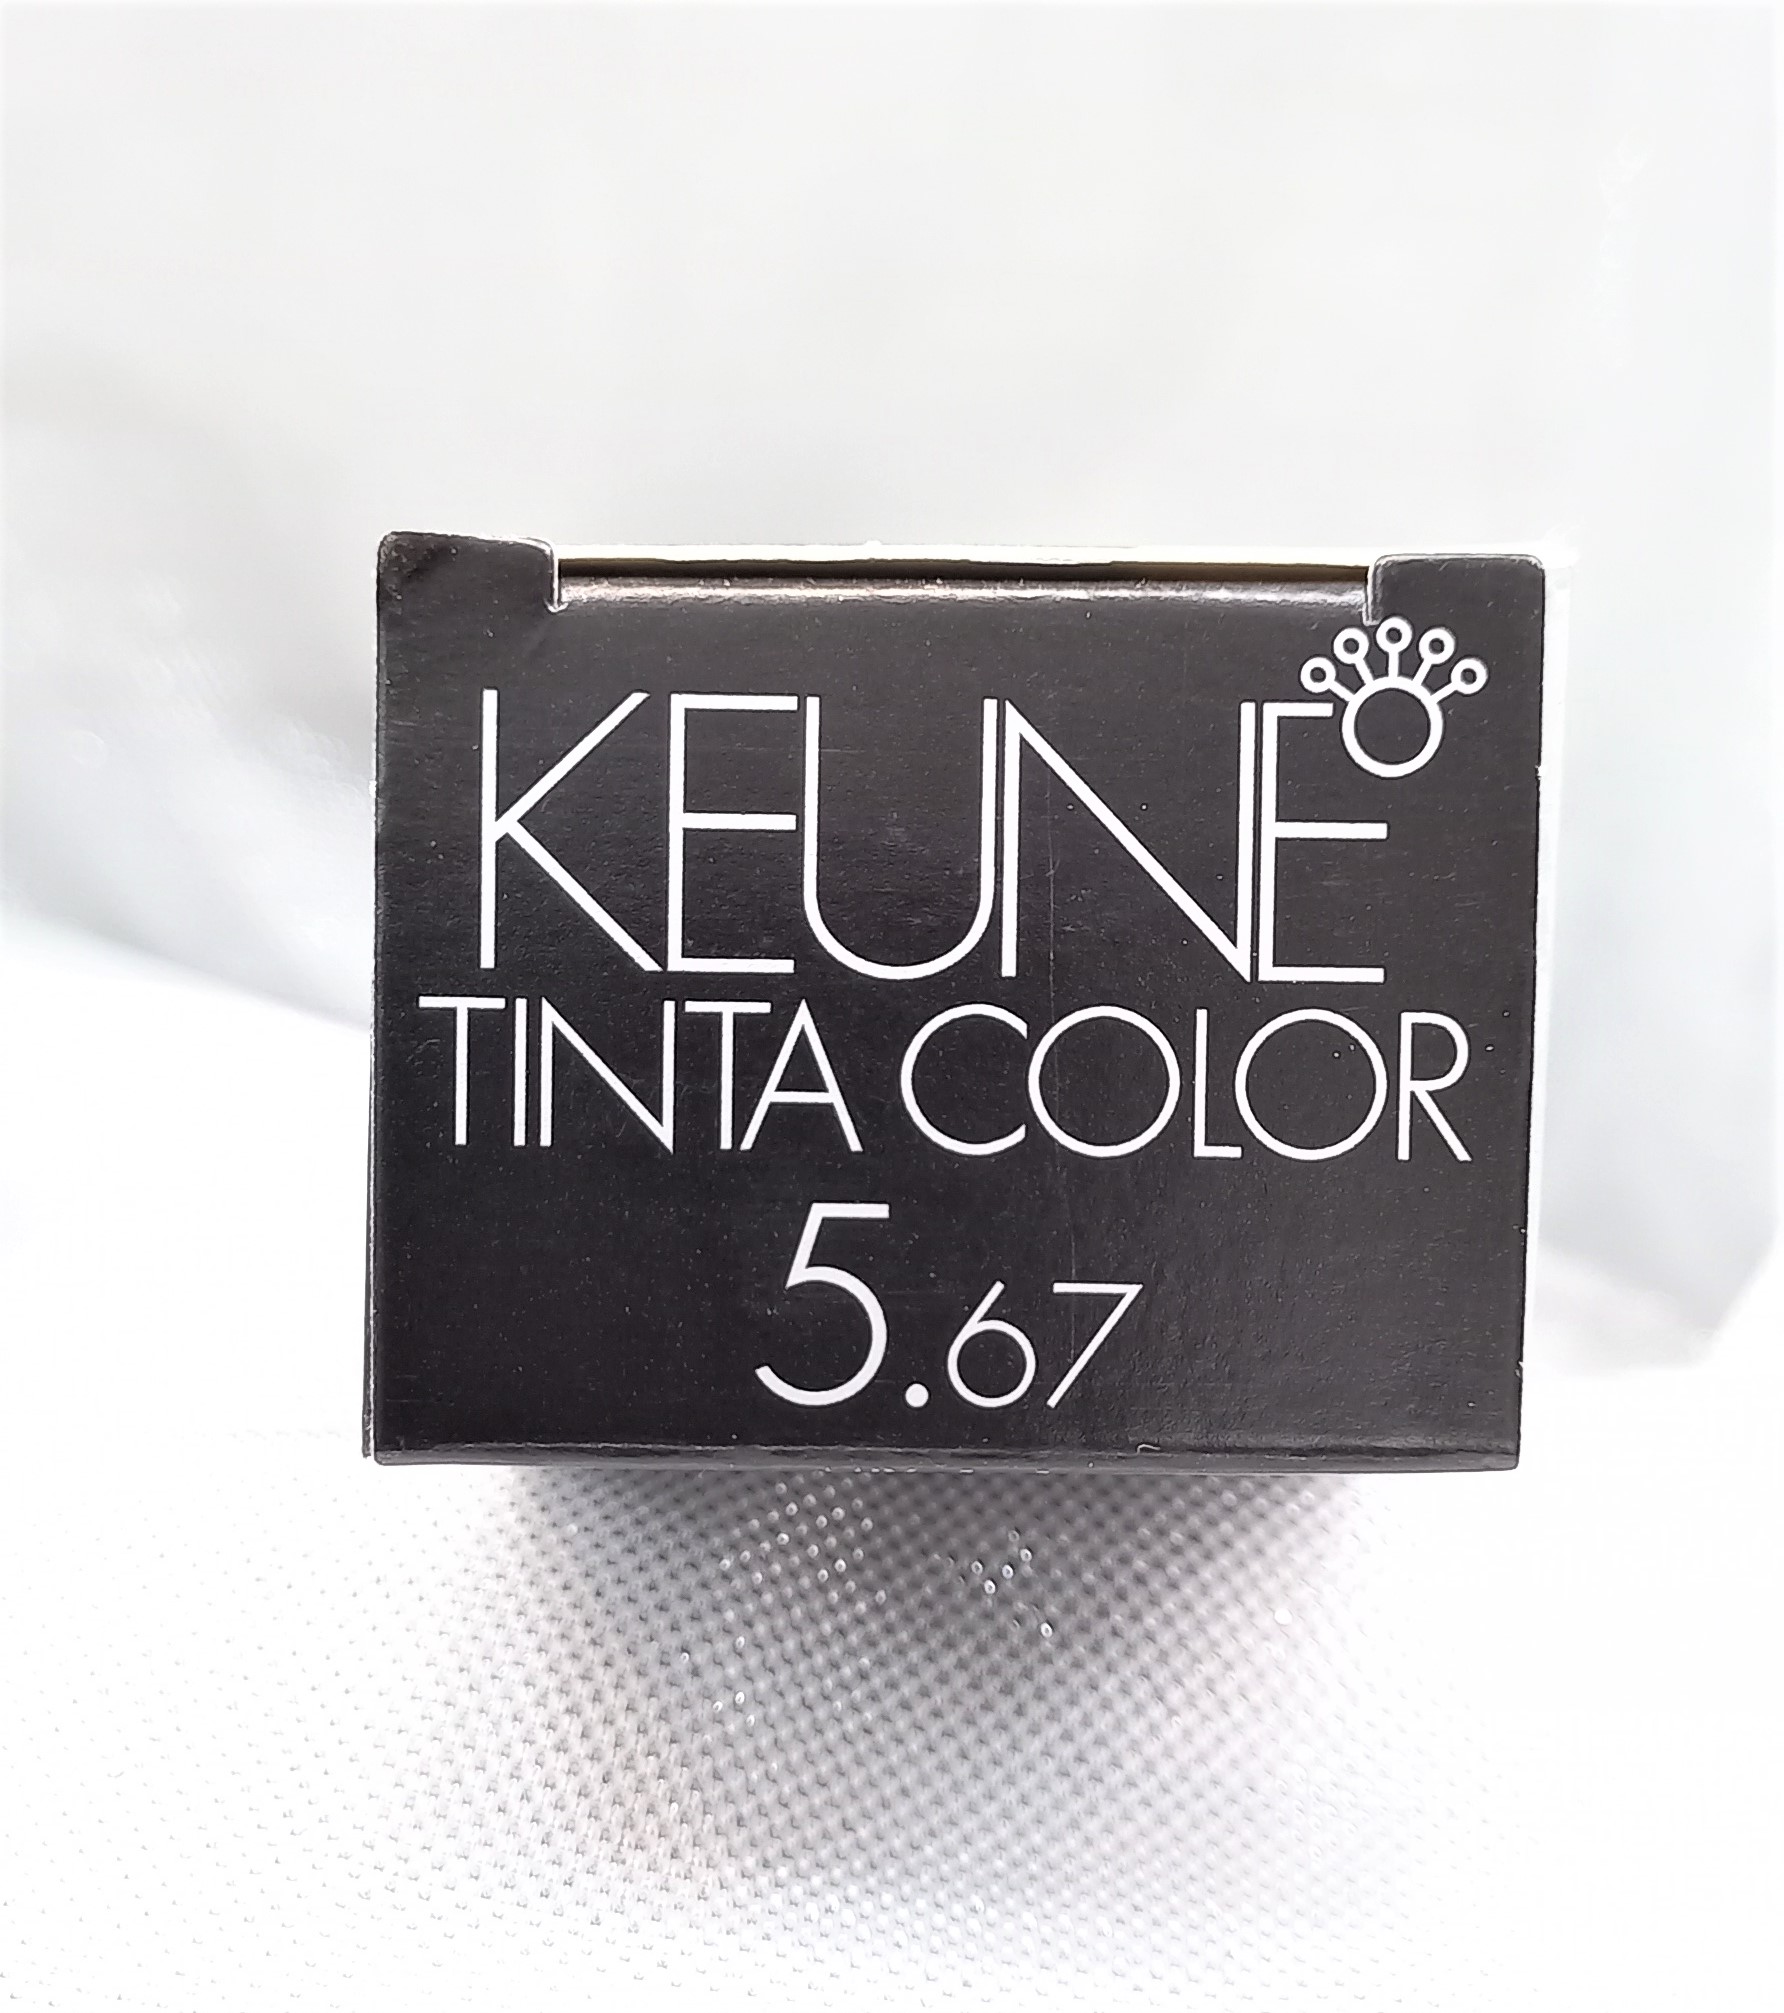 KEUNE
TINTA COLOR
5.67